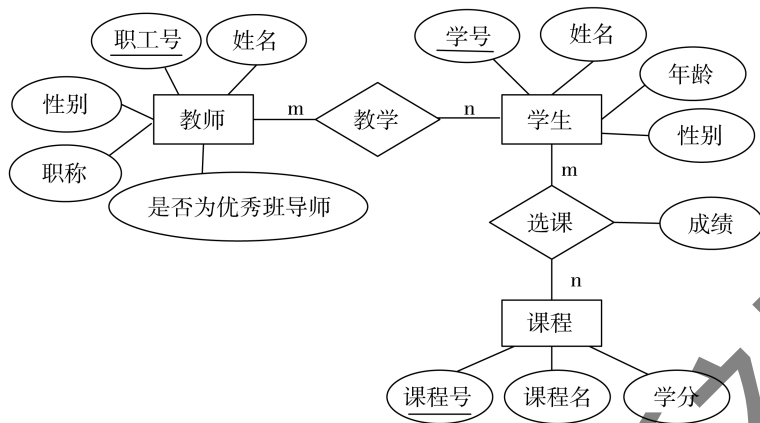 职工号
姓名
学号
姓名
年龄
性别
教师
m
教学
n
学生
性别
职称
m
是否为优秀班导师
选课
成绩
n
课程
课程号
课程名
学分